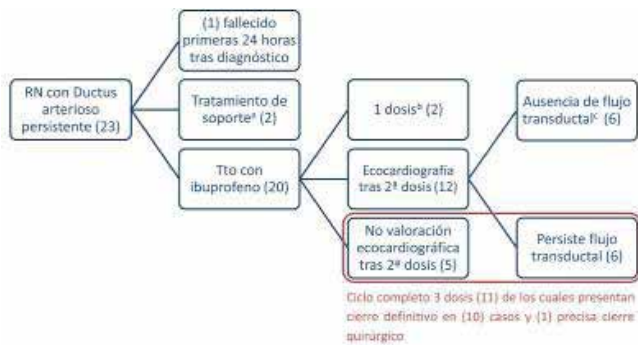 (1) fallecido
primeras 24 horas
tras diagnóstico
RN con Ductus
arterioso
persistente (23)
Tratamiento de
soporteª (2)
Tto con
ibuprofeno (20)
1 dosisᵇ (2)
Ecocardiografía
tras 2ª dosis (12)
No valoración
ecocardiográfica
tras 2ª dosis (5)
Ausencia de flujo
transductalᶜ (6)
Persiste flujo
transductal (6)
Ciclo completo 3 dosis (11) de los cuales presentan
cierre definitivo en (10) casos y (1) precisa cierre
quirúrgico